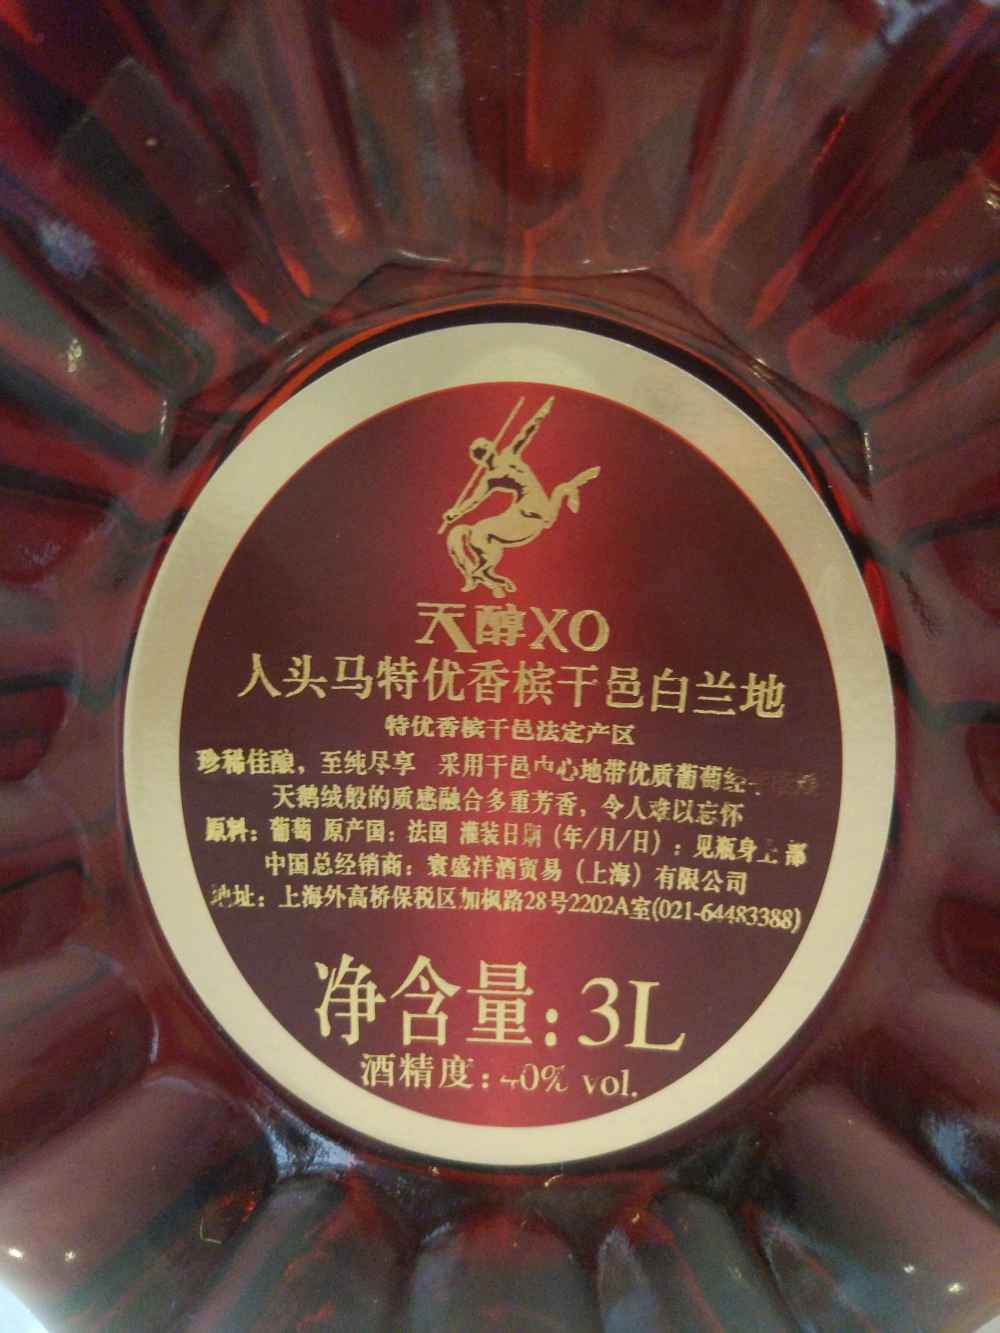 天醇XO
人头马特优香槟干邑白兰地
特优香槟干邑法定产区
珍稀佳酿，至纯尽享 采用干邑中心地带优质葡萄经
天鹅绒般的质感融合多重芳香，令人难以忘怀
原料：葡萄 原产国：法国 灌装日期（年/月/日）：见瓶身上部
中国总经销商：寰盛洋酒贸易（上海）有限公司
地址：上海外高桥保税区加枫路28号2202A室(021-64483388)
净含量：3L
酒精度：40% vol.